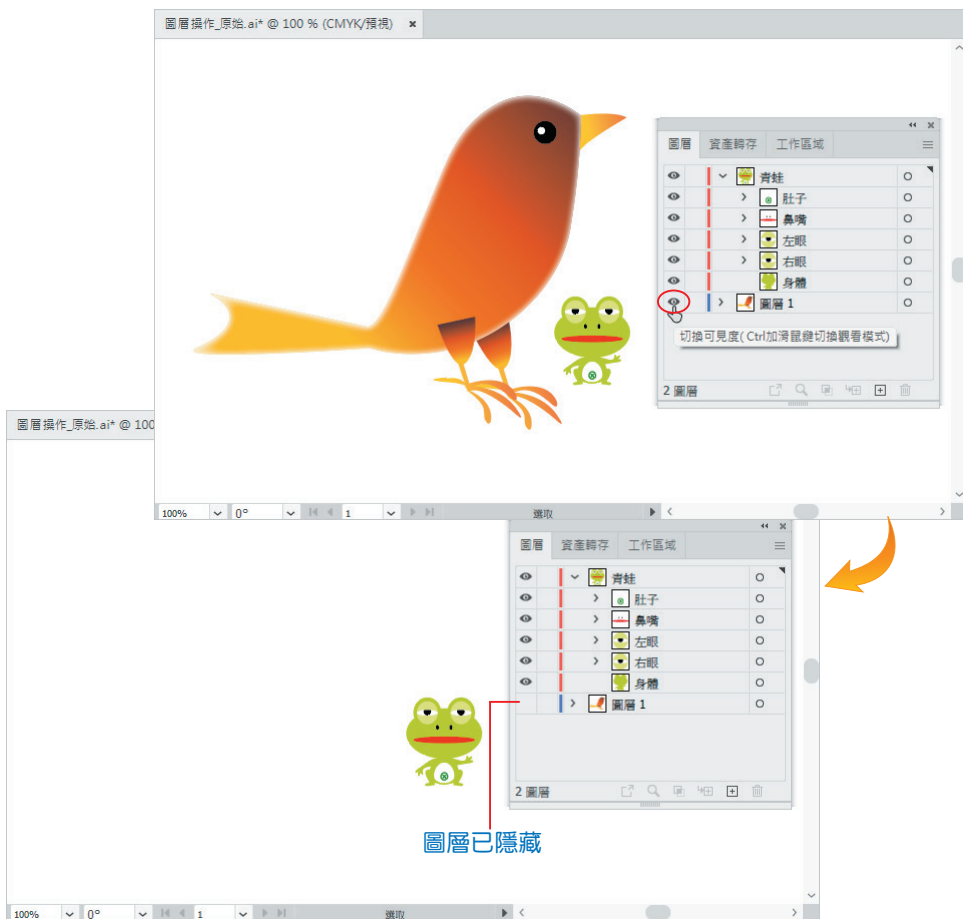 圖層操作_原始.ai* @ 100 % (CMYK/預視) ×
圖層 資產轉存 工作區域
青蛙
肚子
鼻嘴
左眼
右眼
身體
圖層 1
切換可見度( Ctrl加滑鼠鍵切換觀看模式)
2 圖層
100% 0° 1 選取
圖層操作_原始.ai* @ 100
圖層 資產轉存 工作區域
青蛙
肚子
鼻嘴
左眼
右眼
身體
圖層 1
2 圖層
圖層已隱藏
100% 0° 1 選取